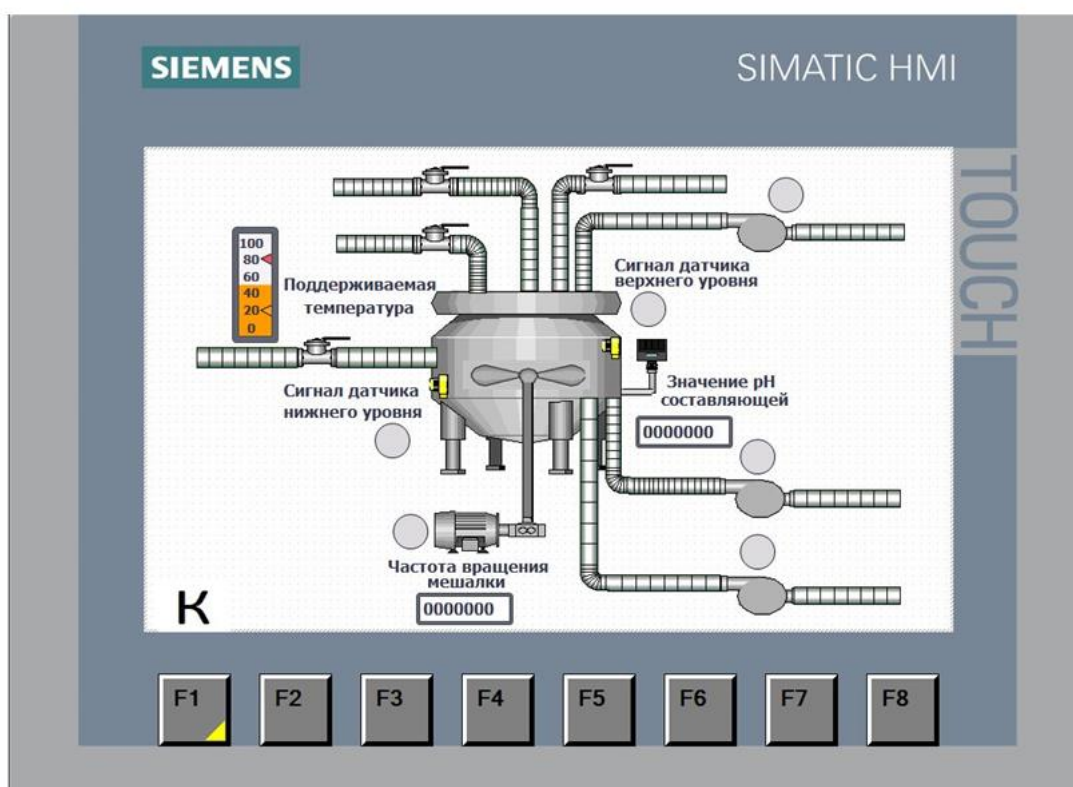 SIEMENS
SIMATIC HMI
TOUCH
100
80
60
40
20
0
Поддерживаемая
температура
Сигнал датчика
верхнего уровня
Сигнал датчика
нижнего уровня
Значение pH
составляющей
0000000
Частота вращения
мешалки
0000000
К
F1
F2
F3
F4
F5
F6
F7
F8